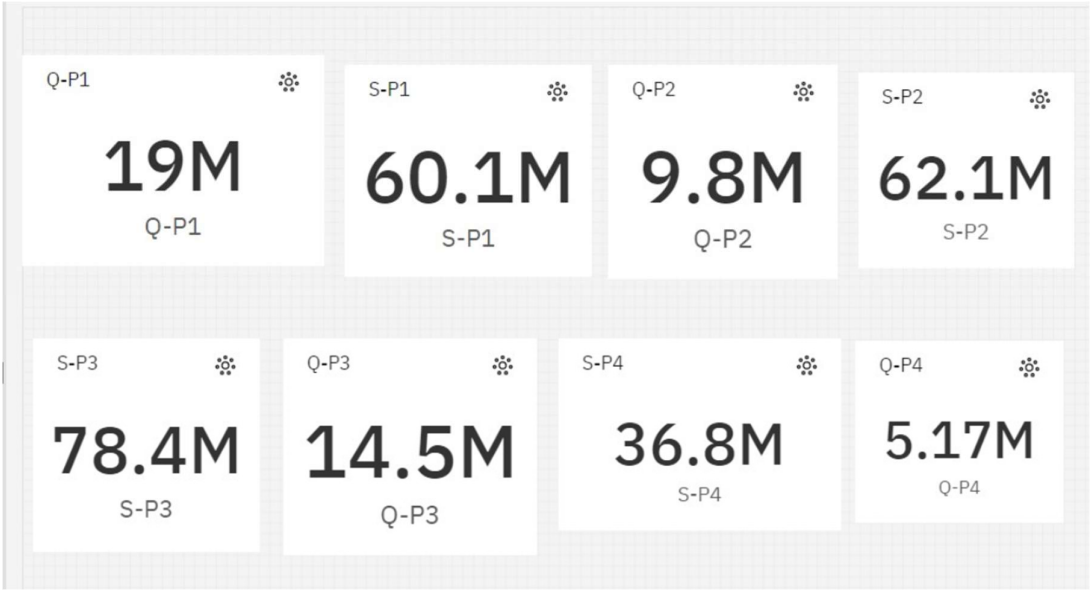 Q-P1
19M
Q-P1
S-P1
60.1M
S-P1
Q-P2
9.8M
Q-P2
S-P2
62.1M
S-P2
S-P3
78.4M
S-P3
Q-P3
14.5M
Q-P3
S-P4
36.8M
S-P4
Q-P4
5.17M
Q-P4